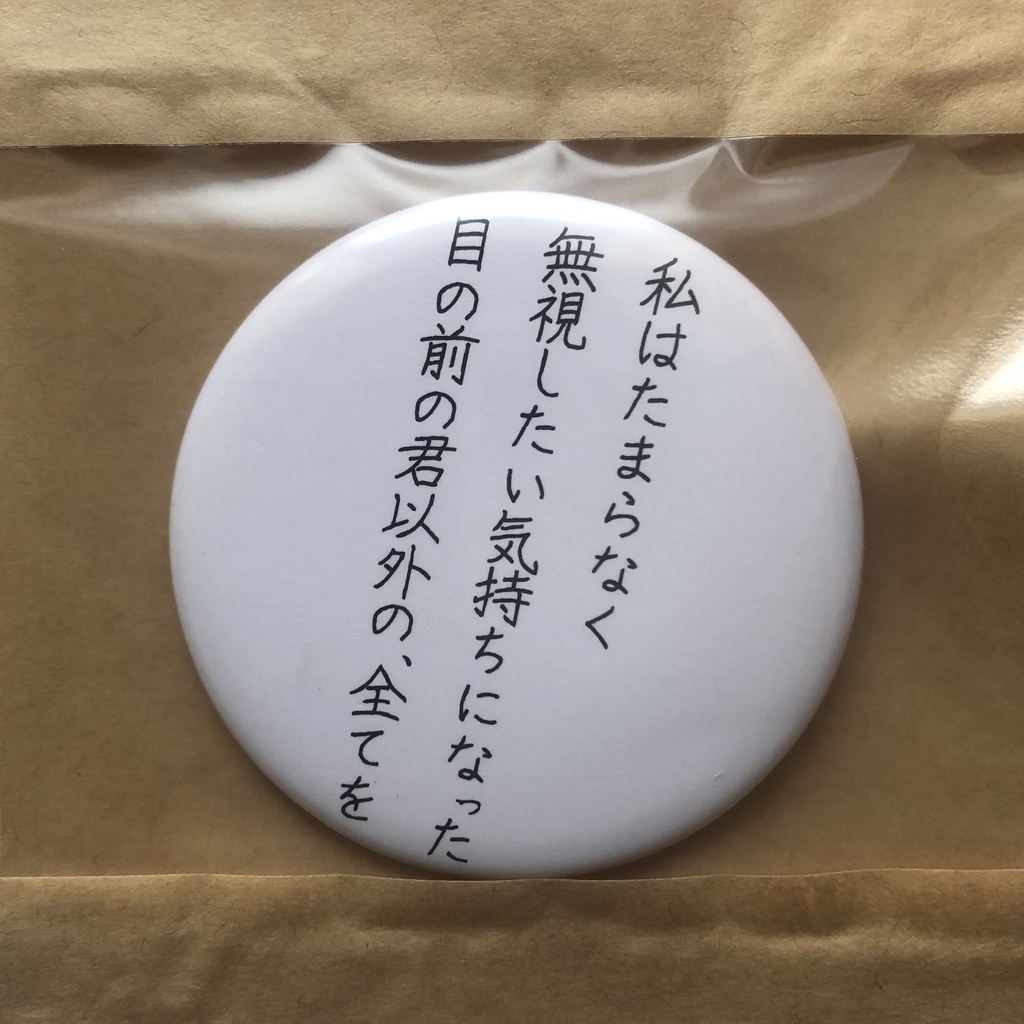 私はたまらなく
無視したい気持ちになった
目の前の君以外の、全てを